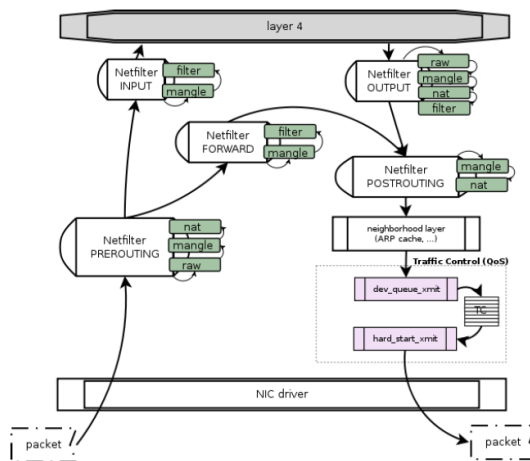 layer 4
Netfilter
INPUT
filter
mangle
Netfilter
OUTPUT
raw
mangle
nat
filter
Netfilter
FORWARD
filter
mangle
Netfilter
POSTROUTING
mangle
nat
Netfilter
PREROUTING
nat
mangle
raw
neighborhood layer
(ARP cache, ...)
Traffic Control (QoS)
dev_queue_xmit
TC
hard_start_xmit
NIC driver
packet
packet